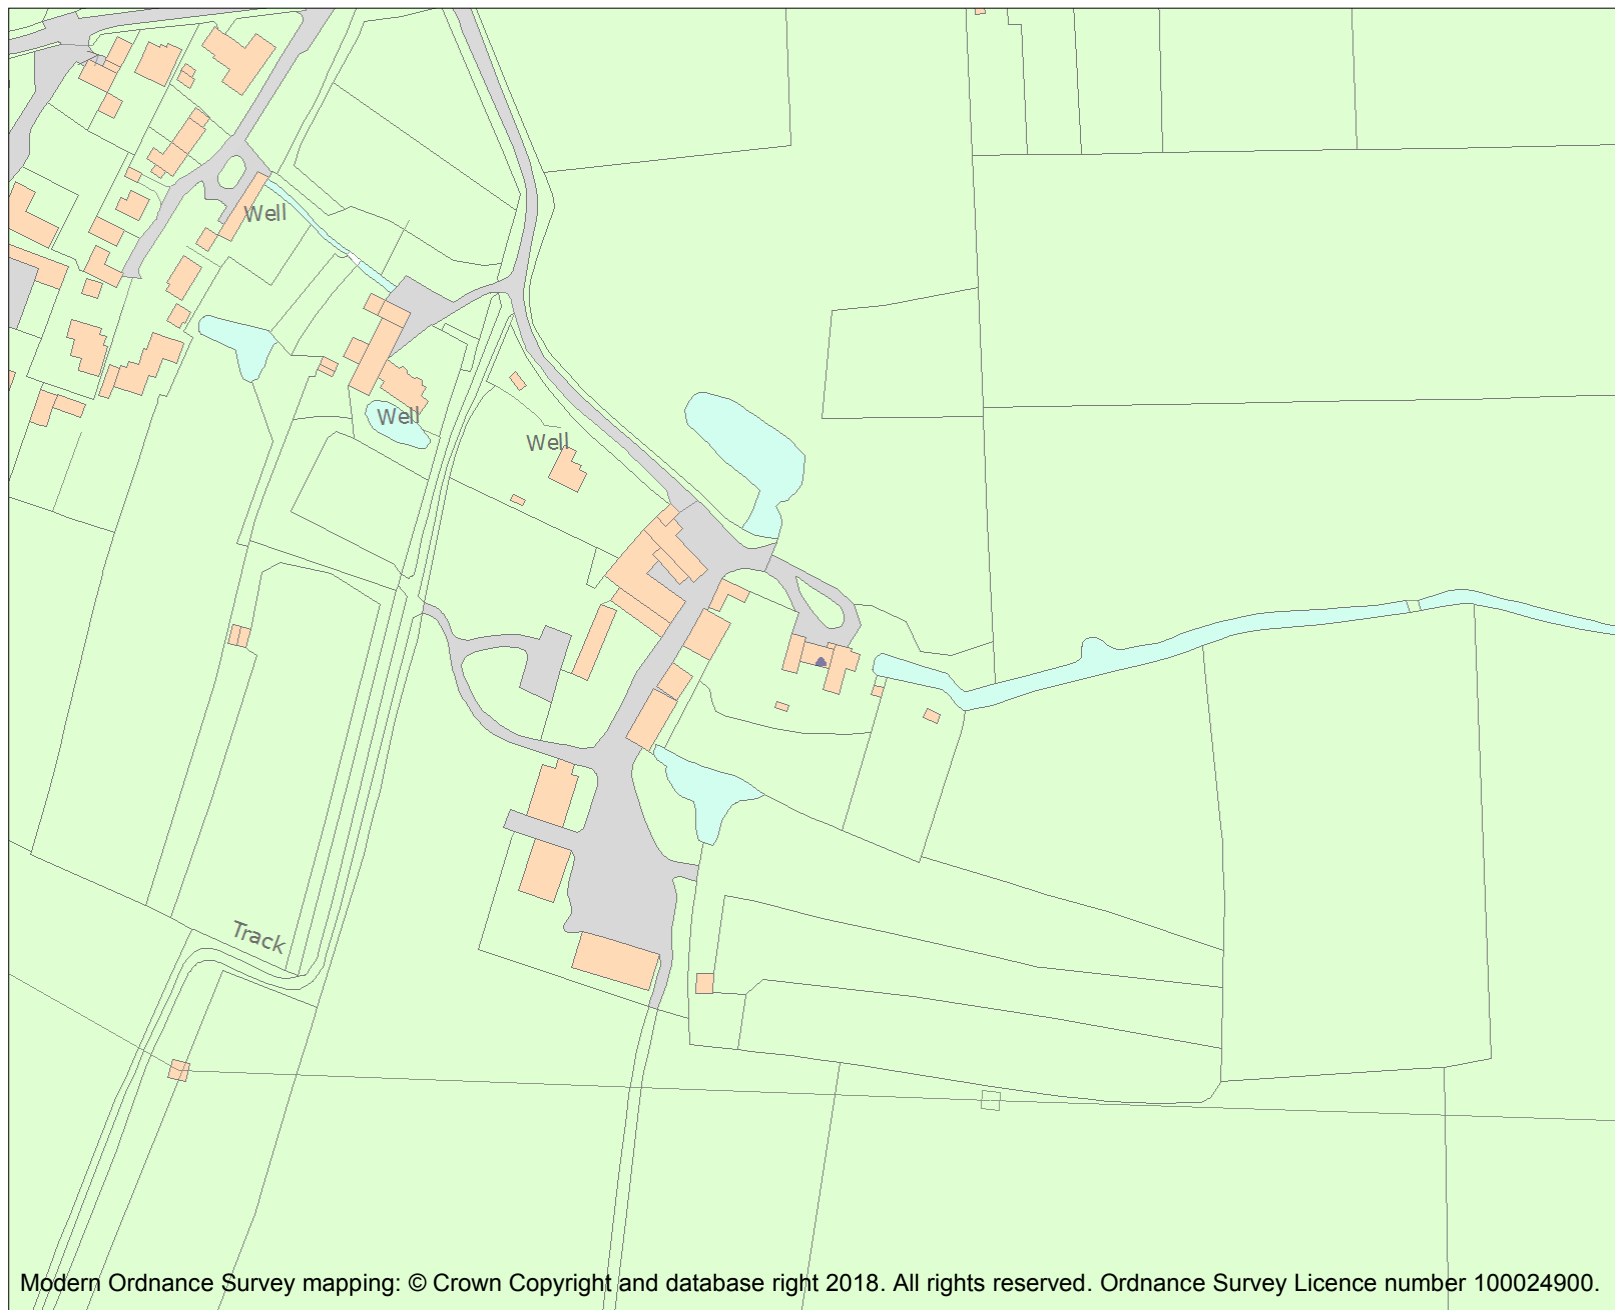 Well
Well
Well
Track
Modern Ordnance Survey mapping: © Crown Copyright and database right 2018. All rights reserved. Ordnance Survey Licence number 100024900.